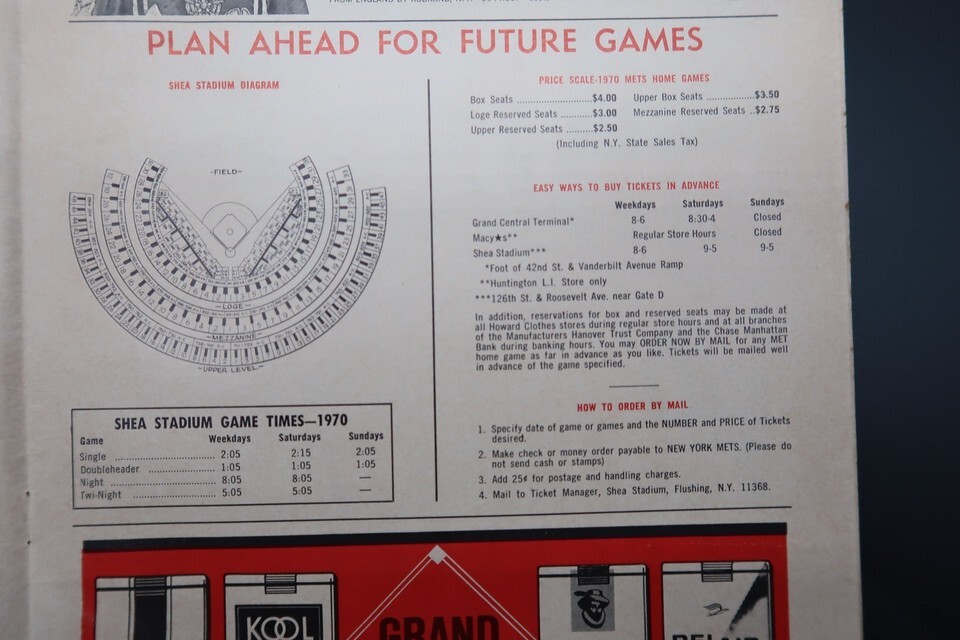 PLAN AHEAD FOR FUTURE GAMES
SHEA STADIUM DIAGRAM
-FIELD-
-LOGE-
-MEZZANINE-
-UPPER LEVEL-
SHEA STADIUM GAME TIMES—1970
Game Weekdays Saturdays Sundays
Single 2:05 2:15 2:05
Doubleheader 1:05 1:05 1:05
Night 8:05 8:05 —
Twi-Night 5:05 5:05 —
PRICE SCALE-1970 METS HOME GAMES
Box Seats $4.00 Upper Box Seats $3.50
Loge Reserved Seats $3.00 Mezzanine Reserved Seats $2.75
Upper Reserved Seats $2.50
(Including N.Y. State Sales Tax)
EASY WAYS TO BUY TICKETS IN ADVANCE
Weekdays Saturdays Sundays
Grand Central Terminal* 8-6 8:30-4 Closed
Macy★s** Regular Store Hours Closed
Shea Stadium*** 8-6 9-5 9-5
*Foot of 42nd St. & Vanderbilt Avenue Ramp
**Huntington L.I. Store only
***126th St. & Roosevelt Ave. near Gate D
In addition, reservations for box and reserved seats may be made at
all Howard Clothes stores during regular store hours and at all branches
of the Manufacturers Hanover Trust Company and the Chase Manhattan
Bank during banking hours. You may ORDER NOW BY MAIL for any MET
home game as far in advance as you like. Tickets will be mailed well
in advance of the game specified.
HOW TO ORDER BY MAIL
1. Specify date of game or games and the NUMBER and PRICE of Tickets
desired.
2. Make check or money order payable to NEW YORK METS. (Please do
not send cash or stamps)
3. Add 25¢ for postage and handling charges.
4. Mail to Ticket Manager, Shea Stadium, Flushing, N.Y. 11368.
KOOL
GRAND
BELAIR